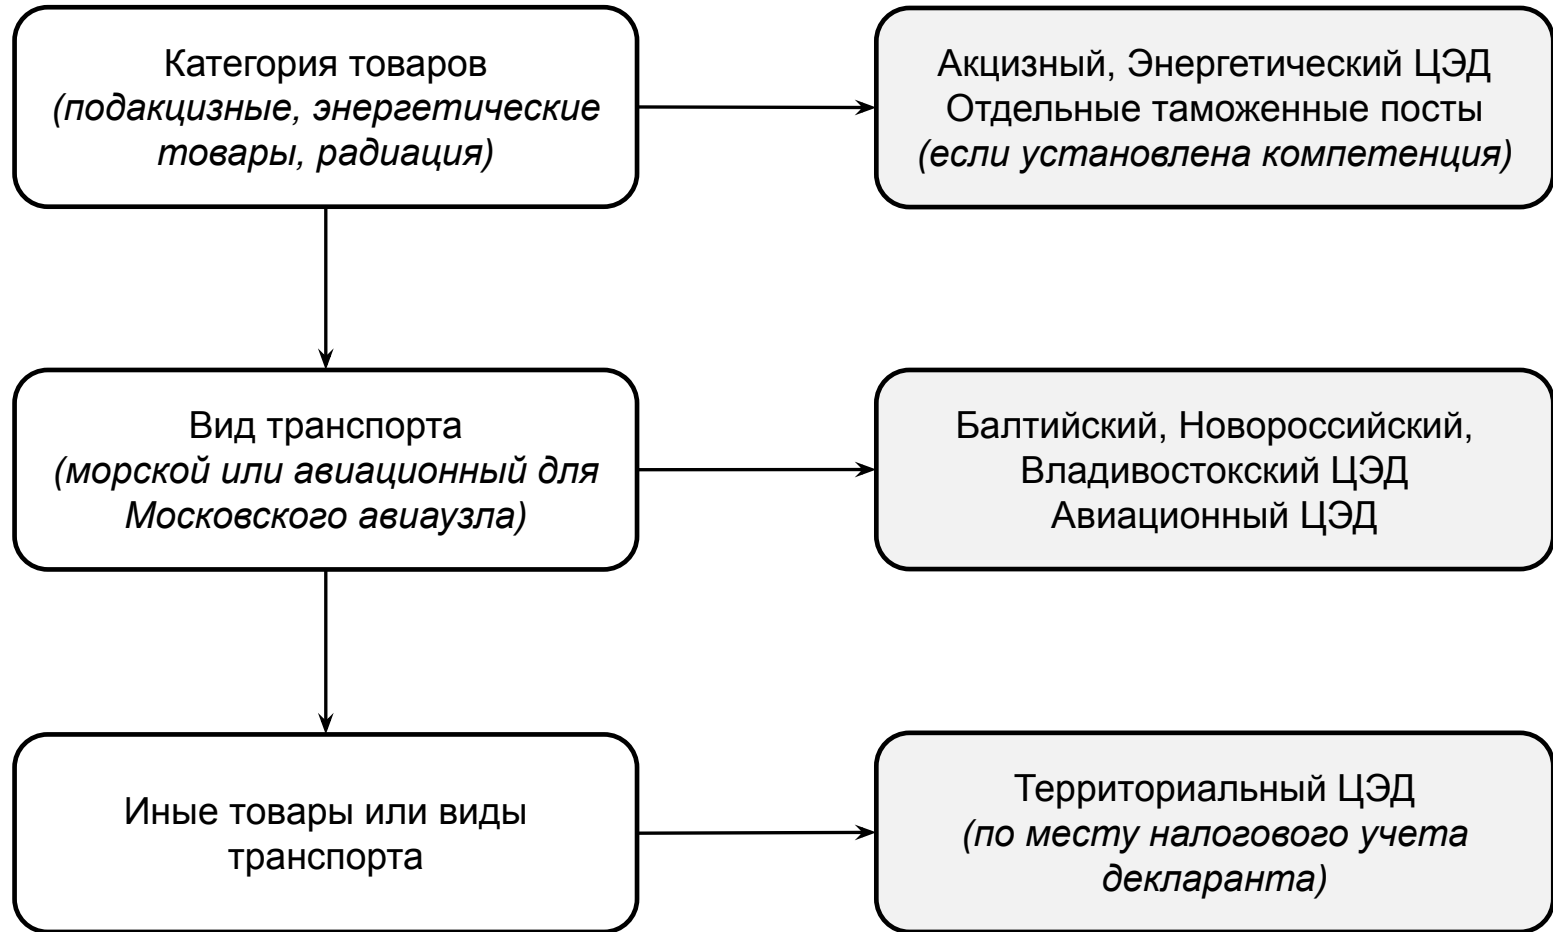 Категория товаров
(подакцизные, энергетические
товары, радиация)
Акцизный, Энергетический ЦЭД
Отдельные таможенные посты
(если установлена компетенция)
Вид транспорта
(морской или авиационный для
Московского авиаузла)
Балтийский, Новороссийский,
Владивостокский ЦЭД
Авиационный ЦЭД
Иные товары или виды
транспорта
Территориальный ЦЭД
(по месту налогового учета
декларанта)